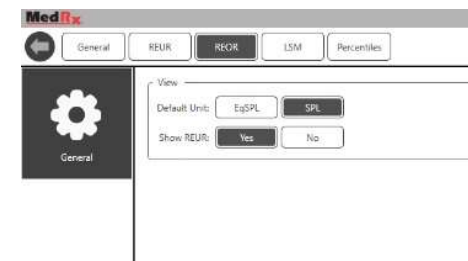 MedRx
General REUR REOR LSM Percentiles
View
Default Unit: EqSPL SPL
Show REUR: Yes No
General